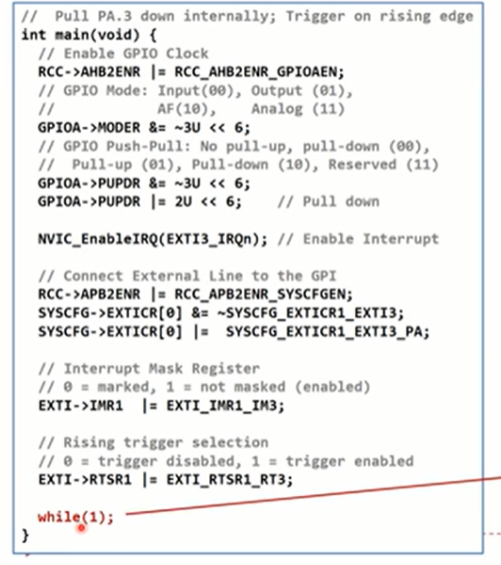 // Pull PA.3 down internally; Trigger on rising edge
int main(void) {
// Enable GPIO Clock
RCC->AHB2ENR |= RCC_AHB2ENR_GPIOAEN;
// GPIO Mode: Input(00), Output (01),
// AF(10), Analog (11)
GPIOA->MODER &= ~3U << 6;
// GPIO Push-Pull: No pull-up, pull-down (00),
// Pull-up (01), Pull-down (10), Reserved (11)
GPIOA->PUPDR &= ~3U << 6;
GPIOA->PUPDR |= 2U << 6; // Pull down
NVIC_EnableIRQ(EXTI3_IRQn); // Enable Interrupt
// Connect External Line to the GPI
RCC->APB2ENR |= RCC_APB2ENR_SYSCFGEN;
SYSCFG->EXTICR[0] &= ~SYSCFG_EXTICR1_EXTI3;
SYSCFG->EXTICR[0] |= SYSCFG_EXTICR1_EXTI3_PA;
// Interrupt Mask Register
// 0 = marked, 1 = not masked (enabled)
EXTI->IMR1 |= EXTI_IMR1_IM3;
// Rising trigger selection
// 0 = trigger disabled, 1 = trigger enabled
EXTI->RTSR1 |= EXTI_RTSR1_RT3;
while(1);
}